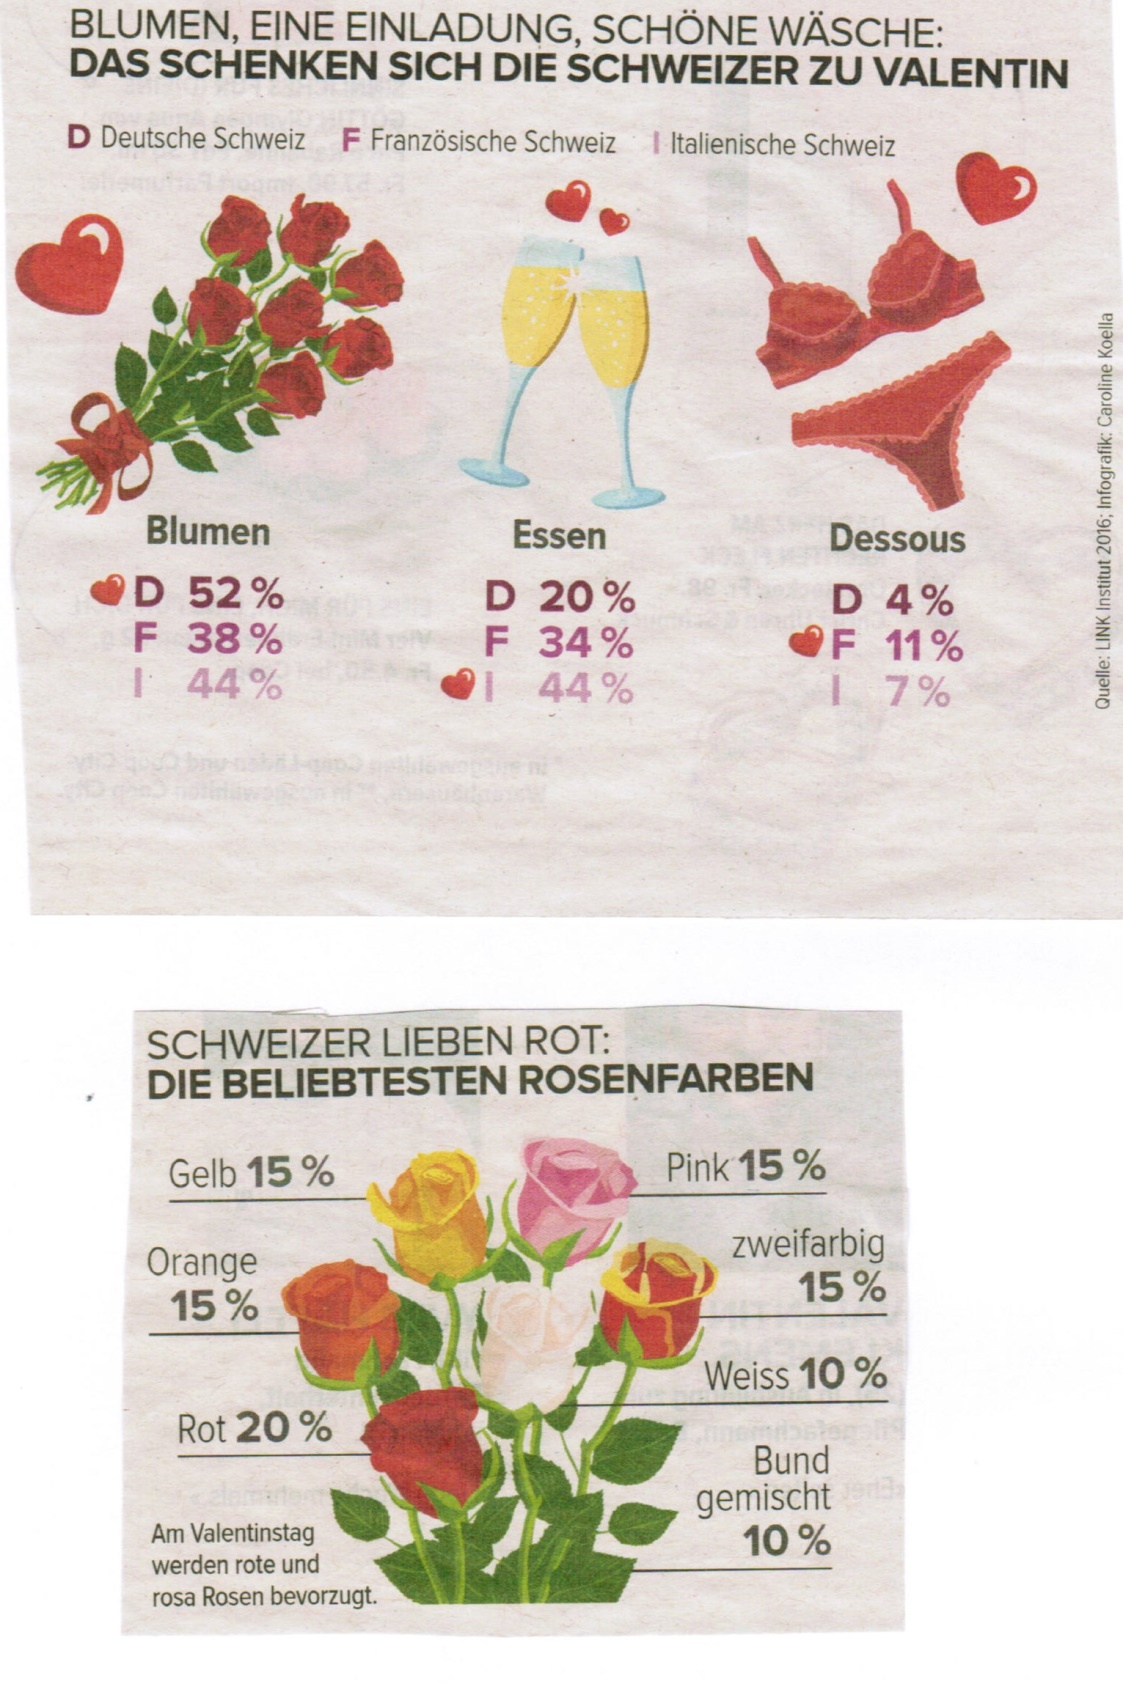 BLUMEN, EINE EINLADUNG, SCHÖNE WÄSCHE:
DAS SCHENKEN SICH DIE SCHWEIZER ZU VALENTIN
D Deutsche Schweiz F Französische Schweiz I Italienische Schweiz
Blumen
D 52 %
F 38 %
I 44 %
Essen
D 20 %
F 34 %
I 44 %
Dessous
D 4 %
F 11 %
I 7 %
Quelle: LINK Institut 2016; Infografik: Caroline Koella
SCHWEIZER LIEBEN ROT:
DIE BELIEBTESTEN ROSENFARBEN
Gelb 15 %
Orange
15 %
Rot 20 %
Am Valentinstag
werden rote und
rosa Rosen bevorzugt.
Pink 15 %
zweifarbig
15 %
Weiss 10 %
Bund
gemischt
10 %